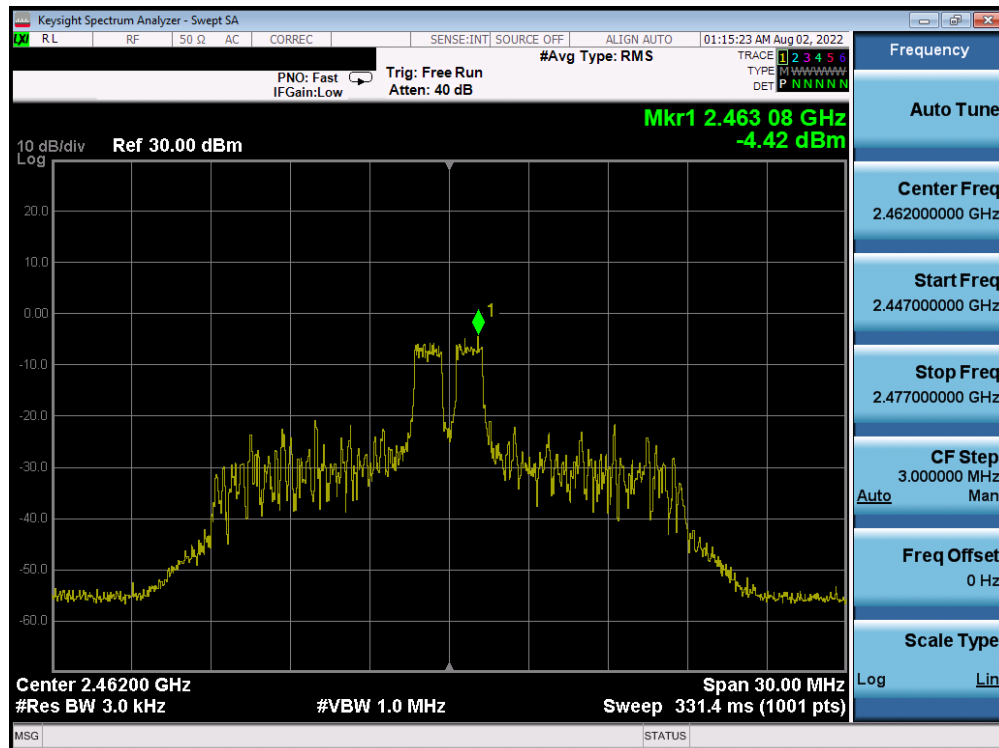 Keysight Spectrum Analyzer - Swept SA
LXI RL RF 50 Ω AC CORREC SENSE:INT SOURCE OFF ALIGN AUTO 01:15:23 AM Aug 02, 2022
#Avg Type: RMS
TRACE 1 2 3 4 5 6
TYPE M WWWWW
DET P N N N N N
PNO: Fast
IFGain:Low
Trig: Free Run
Atten: 40 dB
Mkr1 2.463 08 GHz
-4.42 dBm
10 dB/div
Log
Ref 30.00 dBm
20.0
10.0
0.00
-10.0
-20.0
-30.0
-40.0
-50.0
-60.0
1
Center 2.46200 GHz
Span 30.00 MHz
#Res BW 3.0 kHz
#VBW 1.0 MHz
Sweep 331.4 ms (1001 pts)
MSG
STATUS
Frequency
Auto Tune
Center Freq
2.462000000 GHz
Start Freq
2.447000000 GHz
Stop Freq
2.477000000 GHz
CF Step
3.000000 MHz
Auto Man
Freq Offset
0 Hz
Scale Type
Log Lin